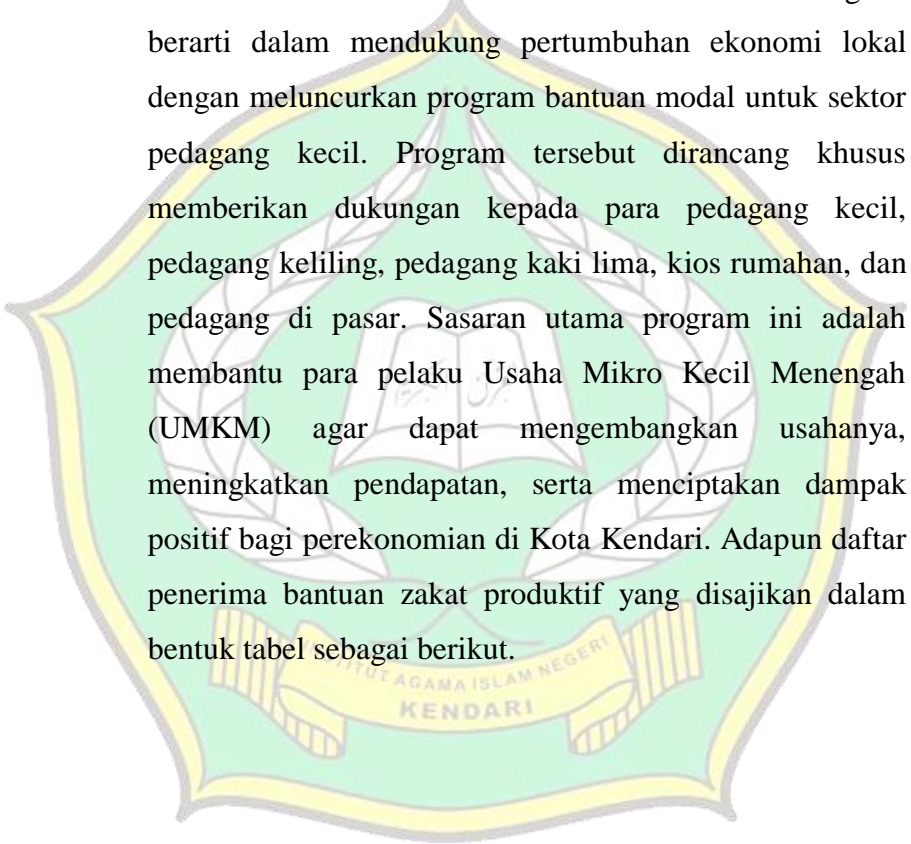 berarti dalam mendukung pertumbuhan ekonomi lokal
dengan meluncurkan program bantuan modal untuk sektor
pedagang kecil. Program tersebut dirancang khusus
memberikan dukungan kepada para pedagang kecil,
pedagang keliling, pedagang kaki lima, kios rumahan, dan
pedagang di pasar. Sasaran utama program ini adalah
membantu para pelaku Usaha Mikro Kecil Menengah
(UMKM) agar dapat mengembangkan usahanya,
meningkatkan pendapatan, serta menciptakan dampak
positif bagi perekonomian di Kota Kendari. Adapun daftar
penerima bantuan zakat produktif yang disajikan dalam
bentuk tabel sebagai berikut.
INSTITUT AGAMA ISLAM NEGERI
KENDARI